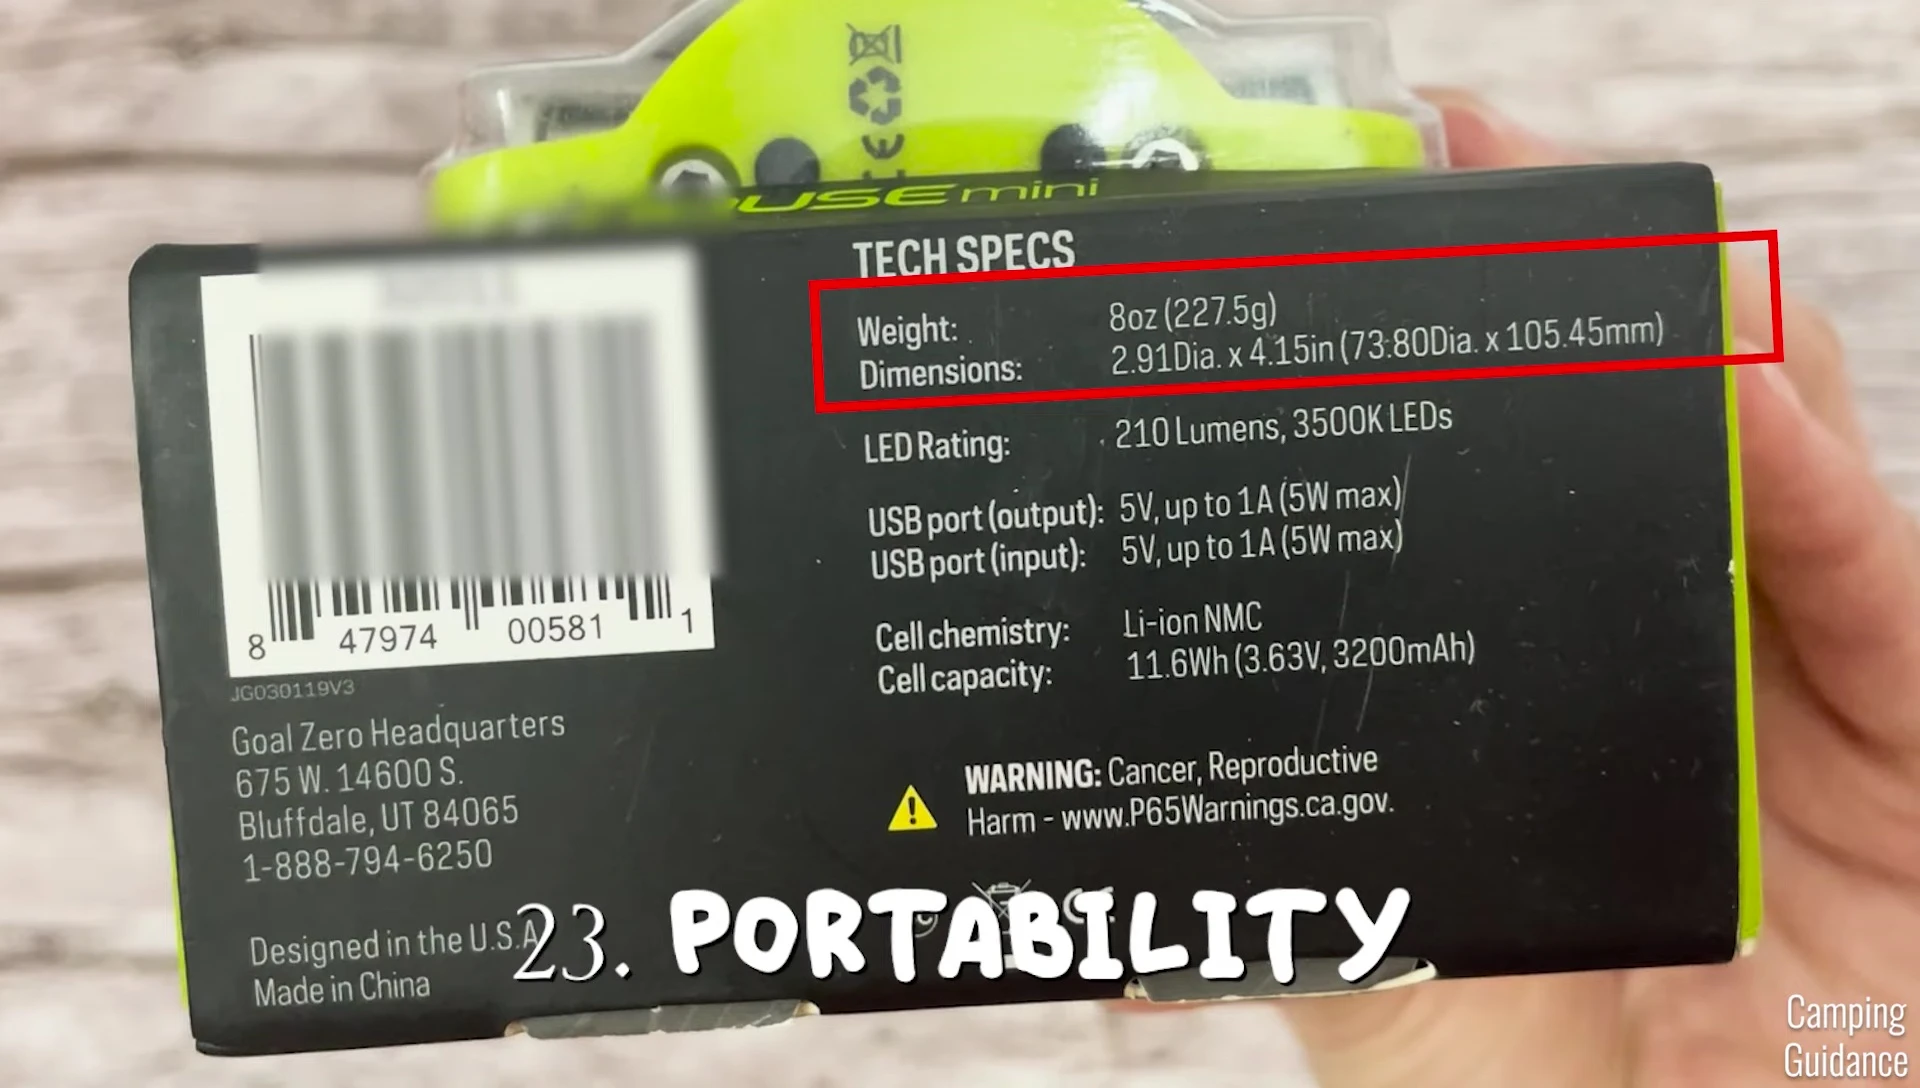 mini
TECH SPECS
Weight: 8oz (227.5g)
Dimensions: 2.91Dia. x 4.15in (73.80Dia. x 105.45mm)
LED Rating: 210 Lumens, 3500K LEDs
USB port (output): 5V, up to 1A (5W max)
USB port (input): 5V, up to 1A (5W max)
Cell chemistry: Li-ion NMC
Cell capacity: 11.6Wh (3.63V, 3200mAh)
WARNING: Cancer, Reproductive
Harm - www.P65Warnings.ca.gov.
8 47974 00581 1
JG030119V3
Goal Zero Headquarters
675 W. 14600 S.
Bluffdale, UT 84065
1-888-794-6250
Designed in the U.S.A
Made in China
23. PORTABILITY
Camping
Guidance